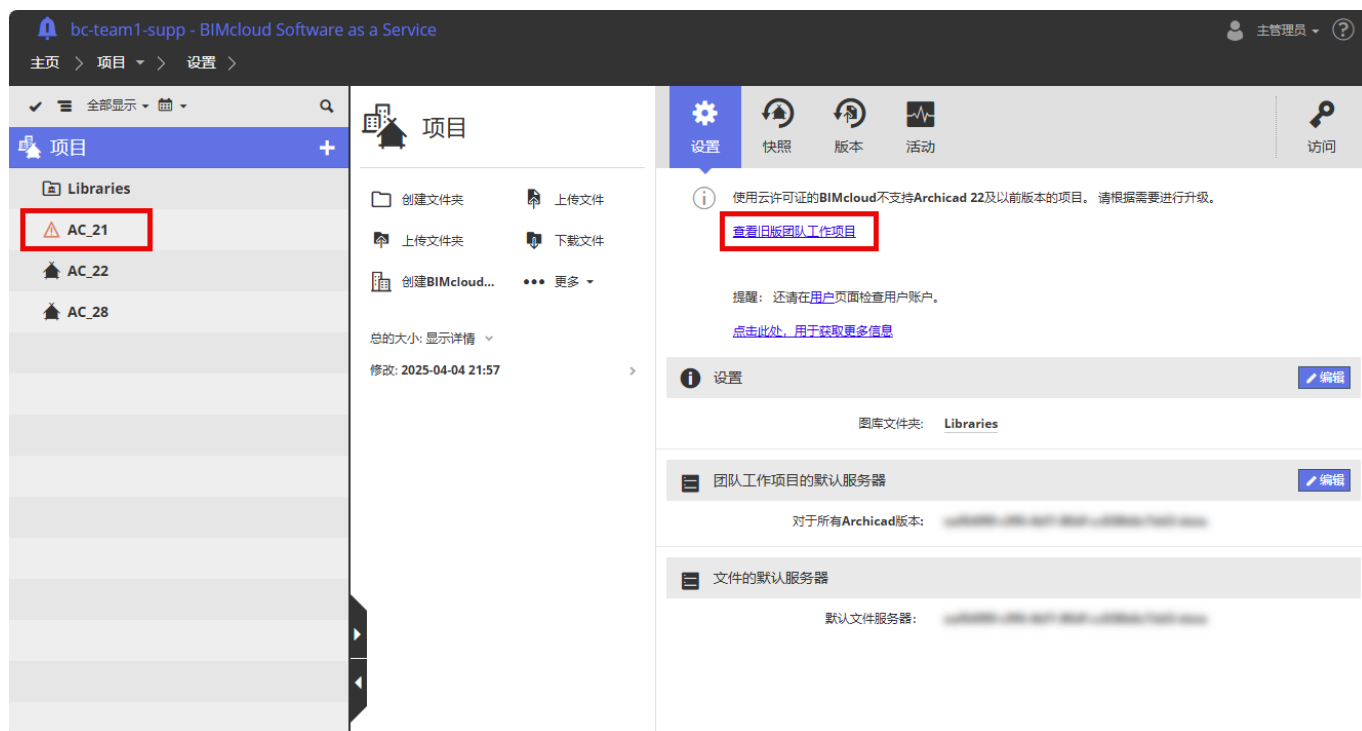 bc-team1-supp - BIMcloud Software as a Service
主管理员
主页 > 项目 > 设置 >
全部显示
项目 +
Libraries
AC_21
AC_22
AC_28
项目
创建文件夹 上传文件
上传文件夹 下载文件
创建BIMcloud... 更多
总的大小: 显示详情
修改: 2025-04-04 21:57
设置 快照 版本 活动 访问
使用云许可证的BIMcloud不支持Archicad 22及以前版本的项目。 请根据需要进行升级。
查看旧版团队工作项目
提醒： 还请在用户页面检查用户账户。
点击此处，用于获取更多信息
设置 编辑
图库文件夹: Libraries
团队工作项目的默认服务器 编辑
对于所有Archicad版本:
文件的默认服务器
默认文件服务器: